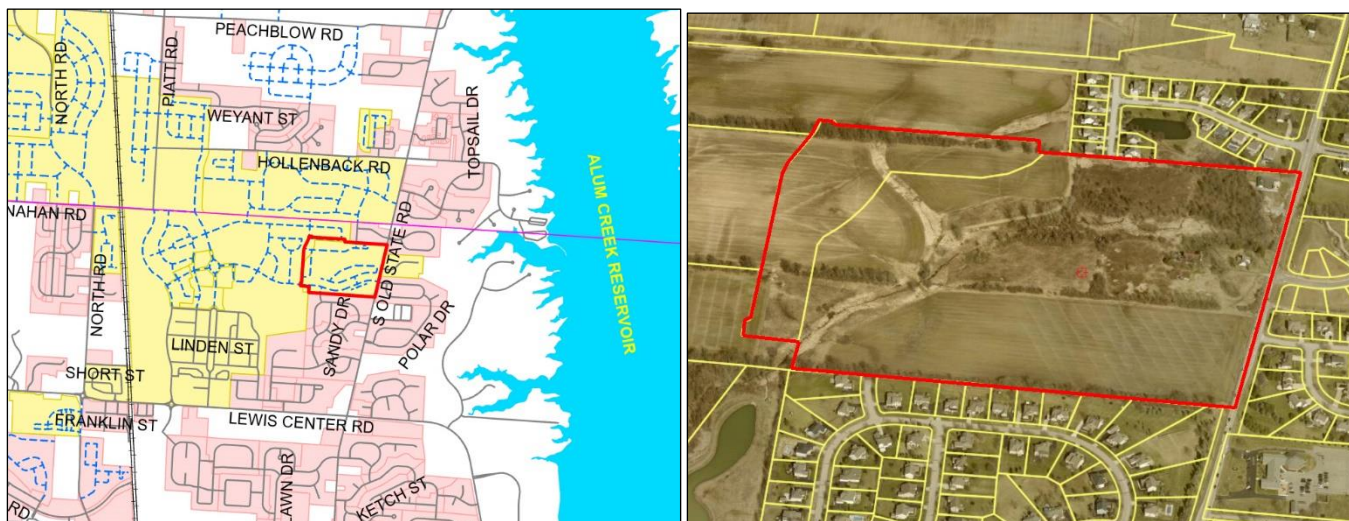 PEACHBLOW RD
NORTH RD
PIATT RD
WEYANT ST
TOPSAIL DR
HOLLENBACK RD
NAHAN RD
S OLD STATE RD
ALUM CREEK RESERVOIR
NORTH RD
SANDY DR
POLAR DR
LINDEN ST
SHORT ST
FRANKLIN ST
LEWIS CENTER RD
LAWN DR
KETCH ST
RD